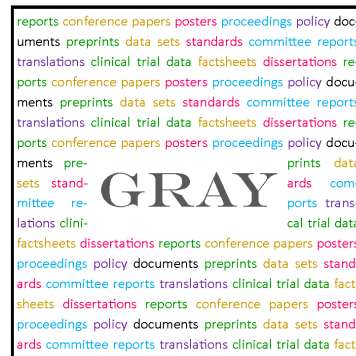 reports conference papers posters proceedings policy doc-
uments preprints data sets standards committee reports
translations clinical trial data factsheets dissertations re-
ports conference papers posters proceedings policy docu-
ments preprints data sets standards committee reports
translations clinical trial data factsheets dissertations re-
ports conference papers posters proceedings policy docu-
ments pre- prints data
sets stand- ards com-
GRAY
mittee re- ports trans-
lations clini- cal trial data
factsheets dissertations reports conference papers posters
proceedings policy documents preprints data sets stand-
ards committee reports translations clinical trial data fact-
sheets dissertations reports conference papers posters
proceedings policy documents preprints data sets stand-
ards committee reports translations clinical trial data fact-